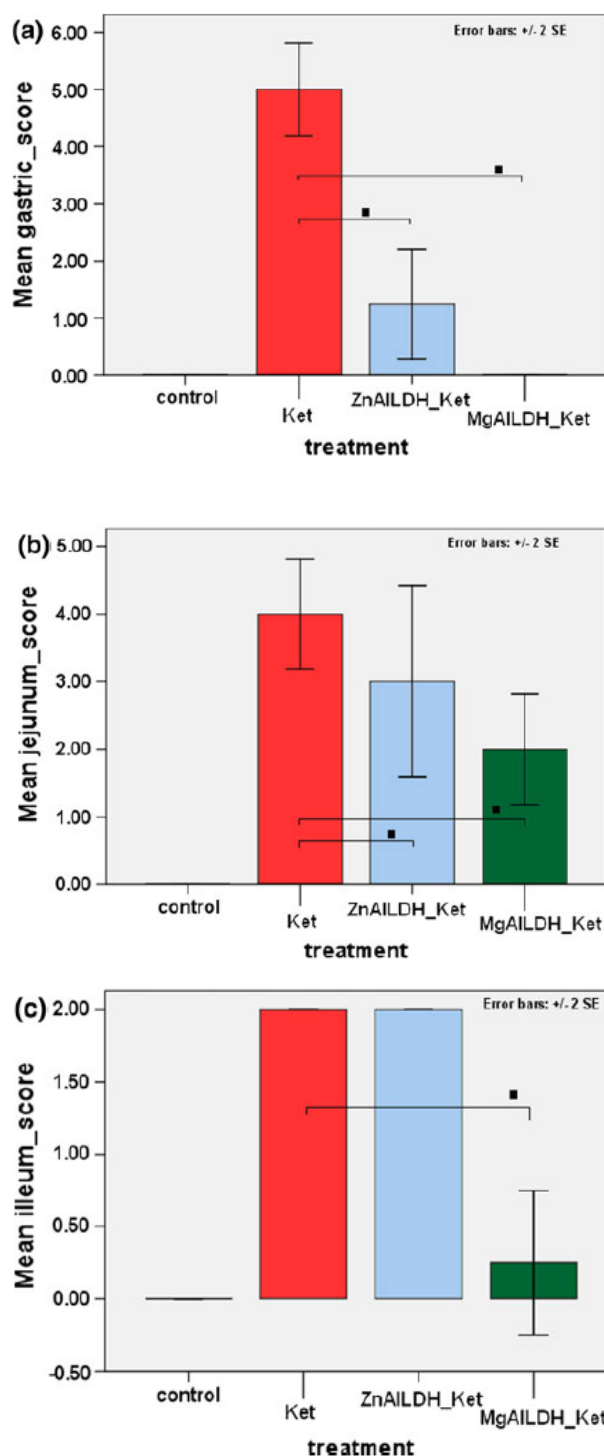 (a)
Error bars: +/- 2 SE
Mean gastric_score
6.00
5.00
4.00
3.00
2.00
1.00
0.00
control
Ket
ZnAlLDH_Ket
MgAlLDH_Ket
treatment
(b)
Error bars: +/- 2 SE
Mean jejunum_score
5.00
4.00
3.00
2.00
1.00
0.00
control
Ket
ZnAlLDH_Ket
MgAlLDH_Ket
treatment
(c)
Error bars: +/- 2 SE
Mean illeum_score
2.00
1.50
1.00
0.50
0.00
-0.50
control
Ket
ZnAlLDH_Ket
MgAlLDH_Ket
treatment